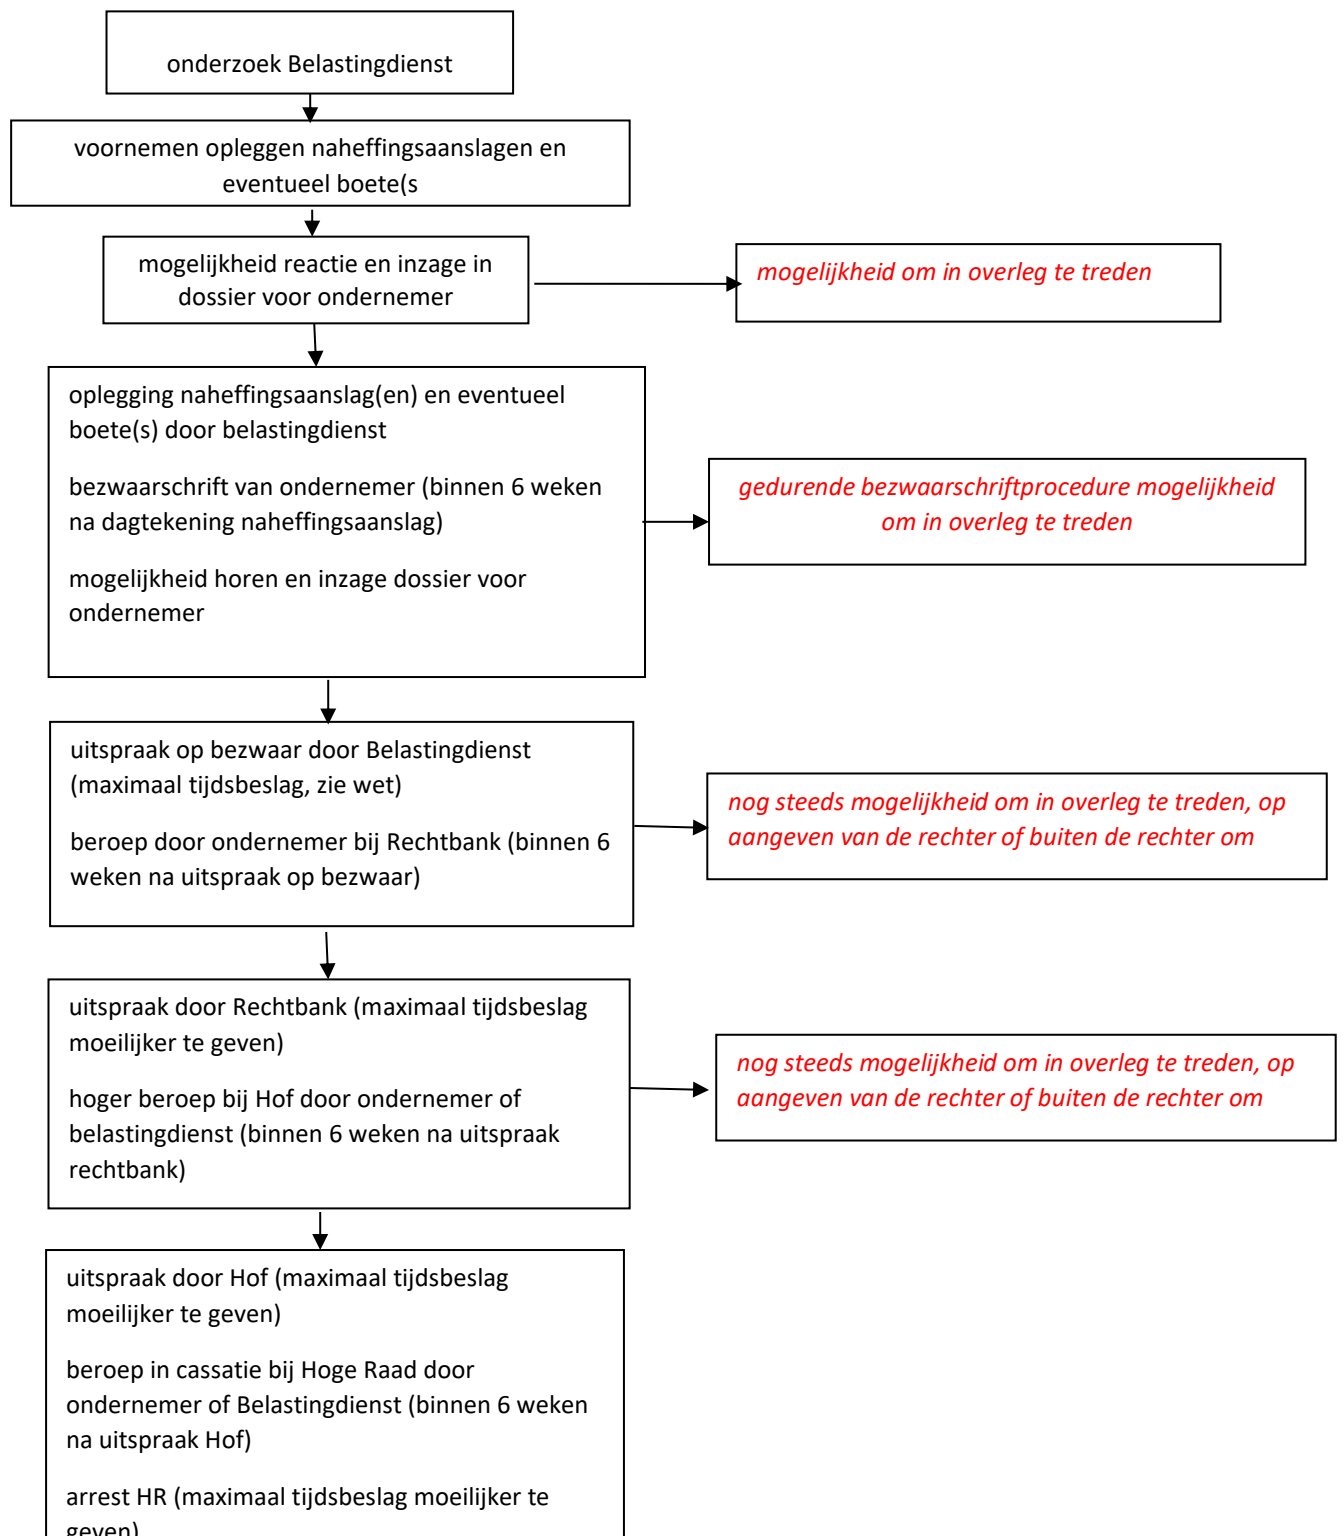 onderzoek Belastingdienst
voornemen opleggen naheffingsaanslagen en
eventueel boete(s
mogelijkheid reactie en inzage in
dossier voor ondernemer
mogelijkheid om in overleg te treden
oplegging naheffingsaanslag(en) en eventueel
boete(s) door belastingdienst
bezwaarschrift van ondernemer (binnen 6 weken
na dagtekening naheffingsaanslag)
mogelijkheid horen en inzage dossier voor
ondernemer
gedurende bezwaarschriftprocedure mogelijkheid
om in overleg te treden
uitspraak op bezwaar door Belastingdienst
(maximaal tijdsbeslag, zie wet)
beroep door ondernemer bij Rechtbank (binnen 6
weken na uitspraak op bezwaar)
nog steeds mogelijkheid om in overleg te treden, op
aangeven van de rechter of buiten de rechter om
uitspraak door Rechtbank (maximaal tijdsbeslag
moeilijker te geven)
hoger beroep bij Hof door ondernemer of
belastingdienst (binnen 6 weken na uitspraak
rechtbank)
nog steeds mogelijkheid om in overleg te treden, op
aangeven van de rechter of buiten de rechter om
uitspraak door Hof (maximaal tijdsbeslag
moeilijker te geven)
beroep in cassatie bij Hoge Raad door
ondernemer of Belastingdienst (binnen 6 weken
na uitspraak Hof)
arrest HR (maximaal tijdsbeslag moeilijker te
geven)